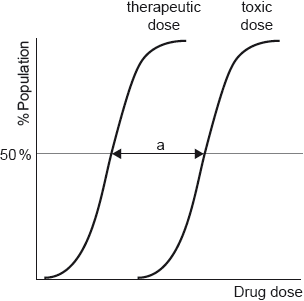 therapeutic
dose
toxic
dose
% Population
50 %
a
Drug dose